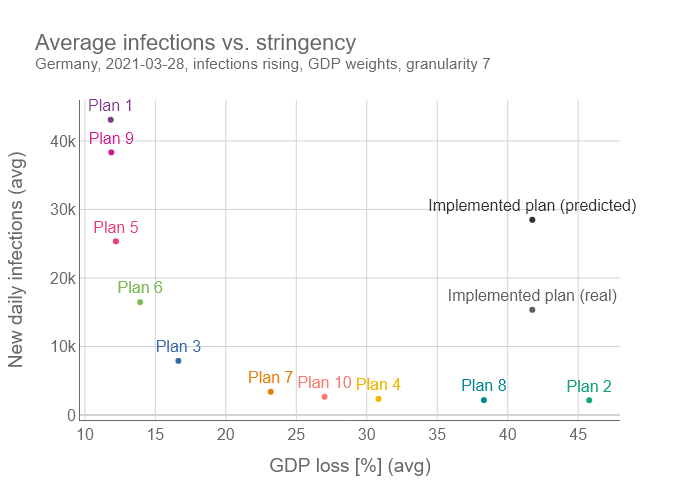 Average infections vs. stringency
Germany, 2021-03-28, infections rising, GDP weights, granularity 7
New daily infections (avg)
40k
30k
20k
10k
0
Plan 1
Plan 9
Plan 5
Plan 6
Plan 3
Plan 7
Plan 10
Plan 4
Plan 8
Plan 2
Implemented plan (predicted)
Implemented plan (real)
10 15 20 25 30 35 40 45
GDP loss [%] (avg)